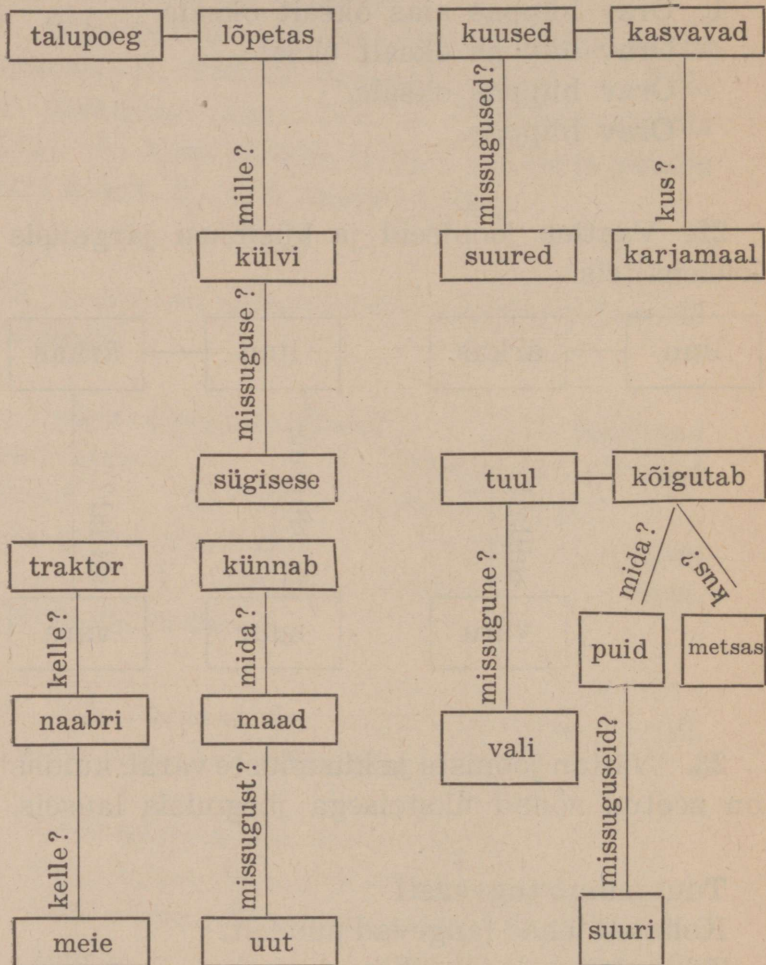 talupoeg lõpetas
mille?
külvi
missuguse?
sügisese
kuused kasvavad
missugused? kus?
suured karjamaal
traktor künnab
kelle? mida?
naabri maad
kelle? missugust?
meie uut
tuul kõigutab
missugune? mida? kus?
puid metsas
vali
missuguseid?
suuri